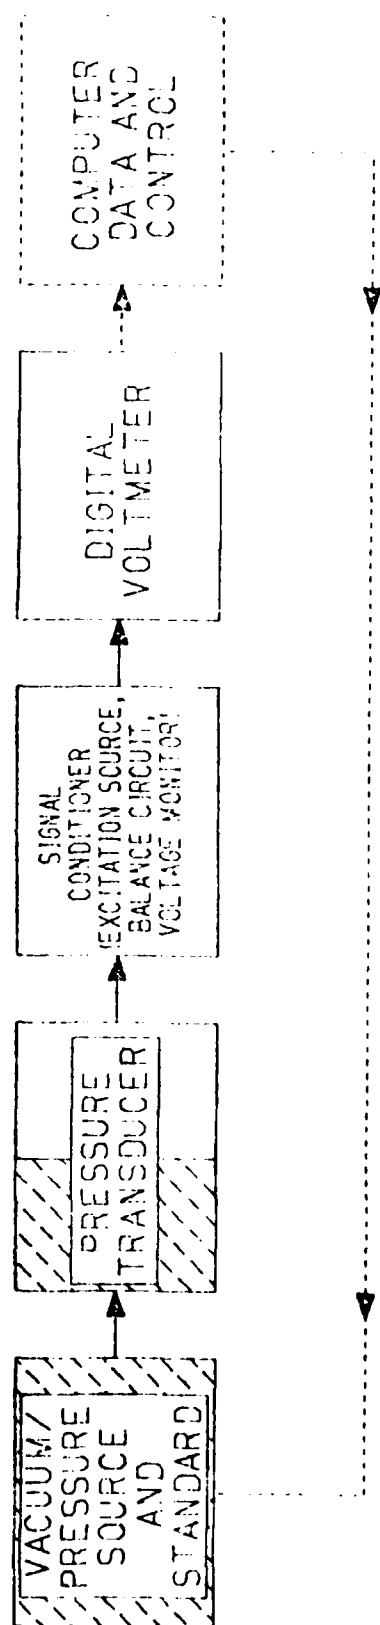 VACUUM/
PRESSURE
SOURCE
AND
STANDARD
PRESSURE
TRANSDUCER
SIGNAL
CONDITIONER
(EXCITATION SOURCE,
BALANCE CIRCUIT,
VOLTAGE MONITOR)
DIGITAL
VOLTMETER
COMPUTER
DATA AND
CONTROL